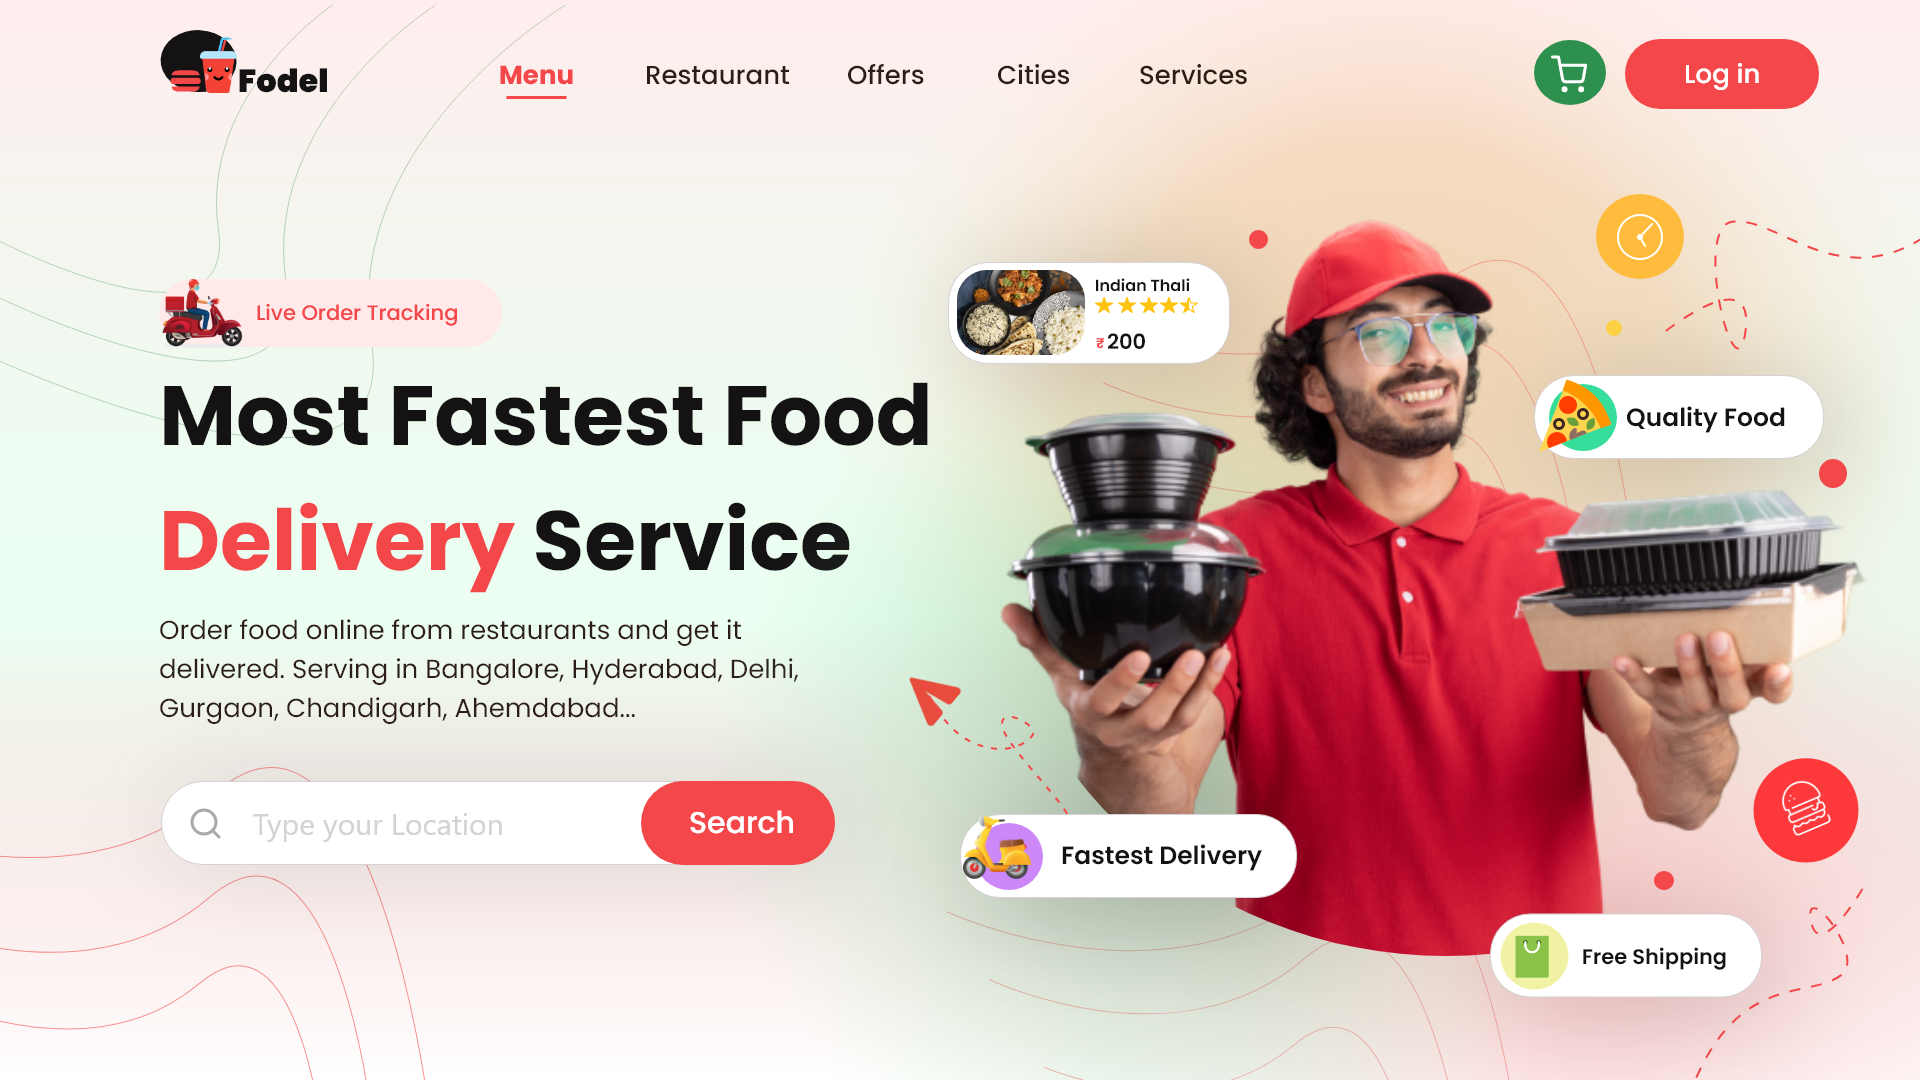 Fodel
Menu
Restaurant
Offers
Cities
Services
Log in
Live Order Tracking
Most Fastest Food
Delivery Service
Order food online from restaurants and get it
delivered. Serving in Bangalore, Hyderabad, Delhi,
Gurgaon, Chandigarh, Ahemdabad...
Type your Location
Search
Indian Thali
₹ 200
Quality Food
Fastest Delivery
Free Shipping